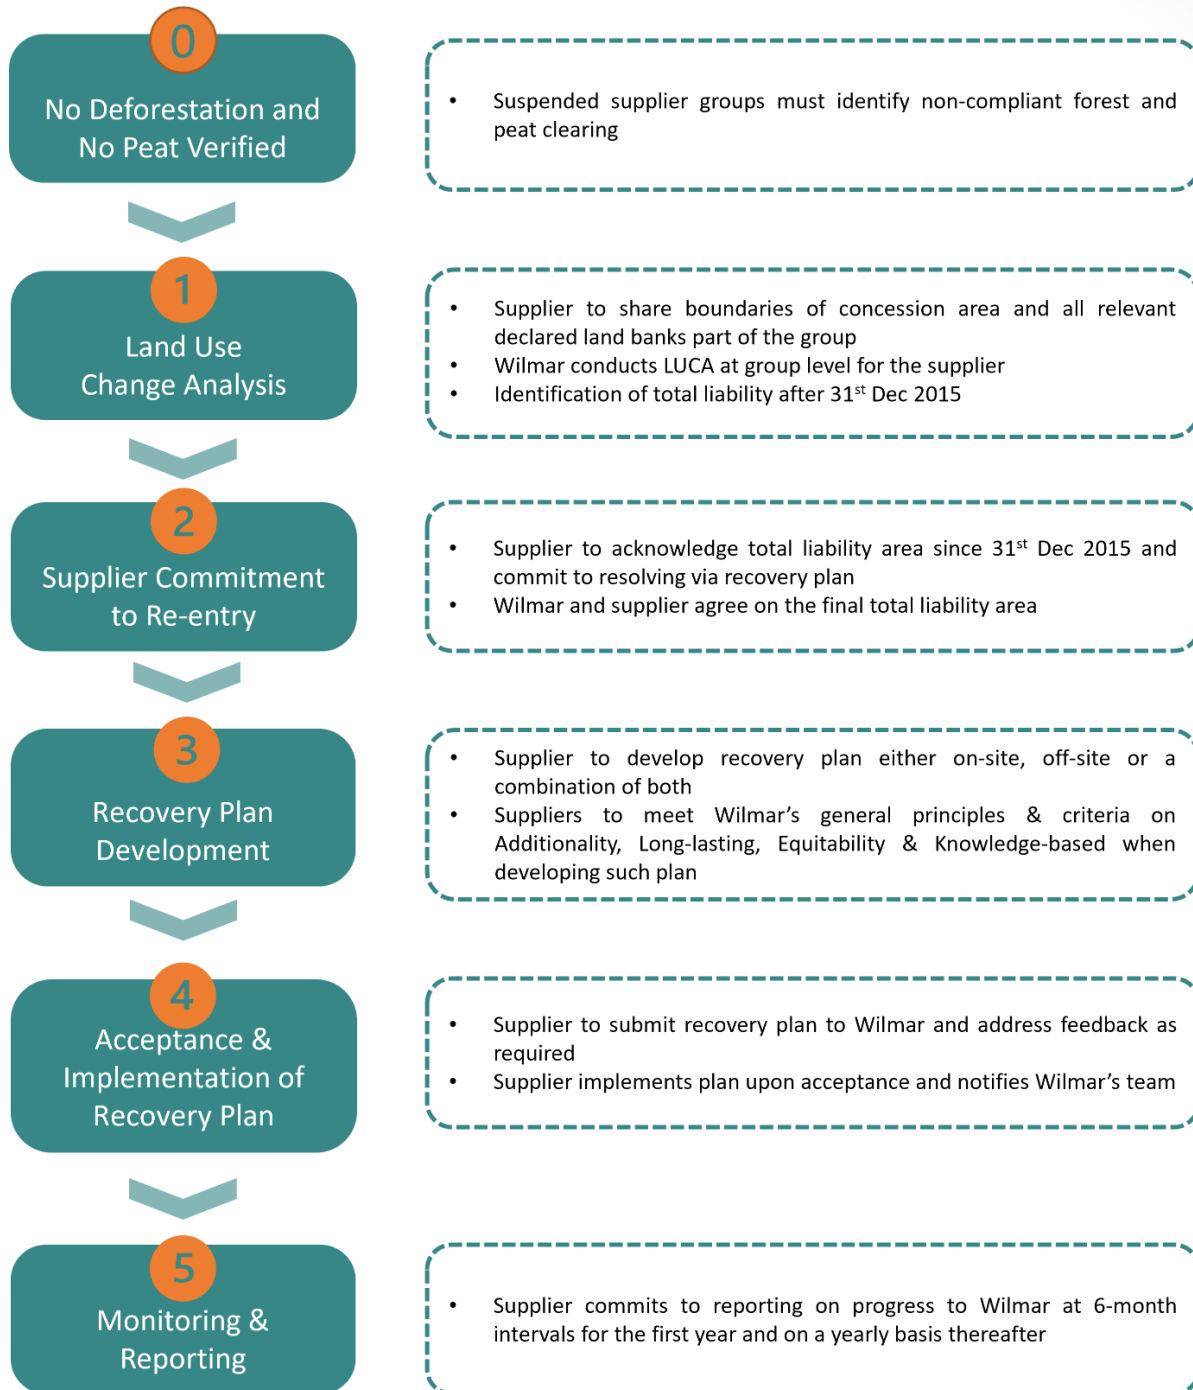 0
No Deforestation and
No Peat Verified
• Suspended supplier groups must identify non-compliant forest and
peat clearing
1
Land Use
Change Analysis
• Supplier to share boundaries of concession area and all relevant
declared land banks part of the group
• Wilmar conducts LUCA at group level for the supplier
• Identification of total liability after 31st Dec 2015
2
Supplier Commitment
to Re-entry
• Supplier to acknowledge total liability area since 31st Dec 2015 and
commit to resolving via recovery plan
• Wilmar and supplier agree on the final total liability area
3
Recovery Plan
Development
• Supplier to develop recovery plan either on-site, off-site or a
combination of both
• Suppliers to meet Wilmar’s general principles & criteria on
Additionality, Long-lasting, Equitability & Knowledge-based when
developing such plan
4
Acceptance &
Implementation of
Recovery Plan
• Supplier to submit recovery plan to Wilmar and address feedback as
required
• Supplier implements plan upon acceptance and notifies Wilmar’s team
5
Monitoring &
Reporting
• Supplier commits to reporting on progress to Wilmar at 6-month
intervals for the first year and on a yearly basis thereafter